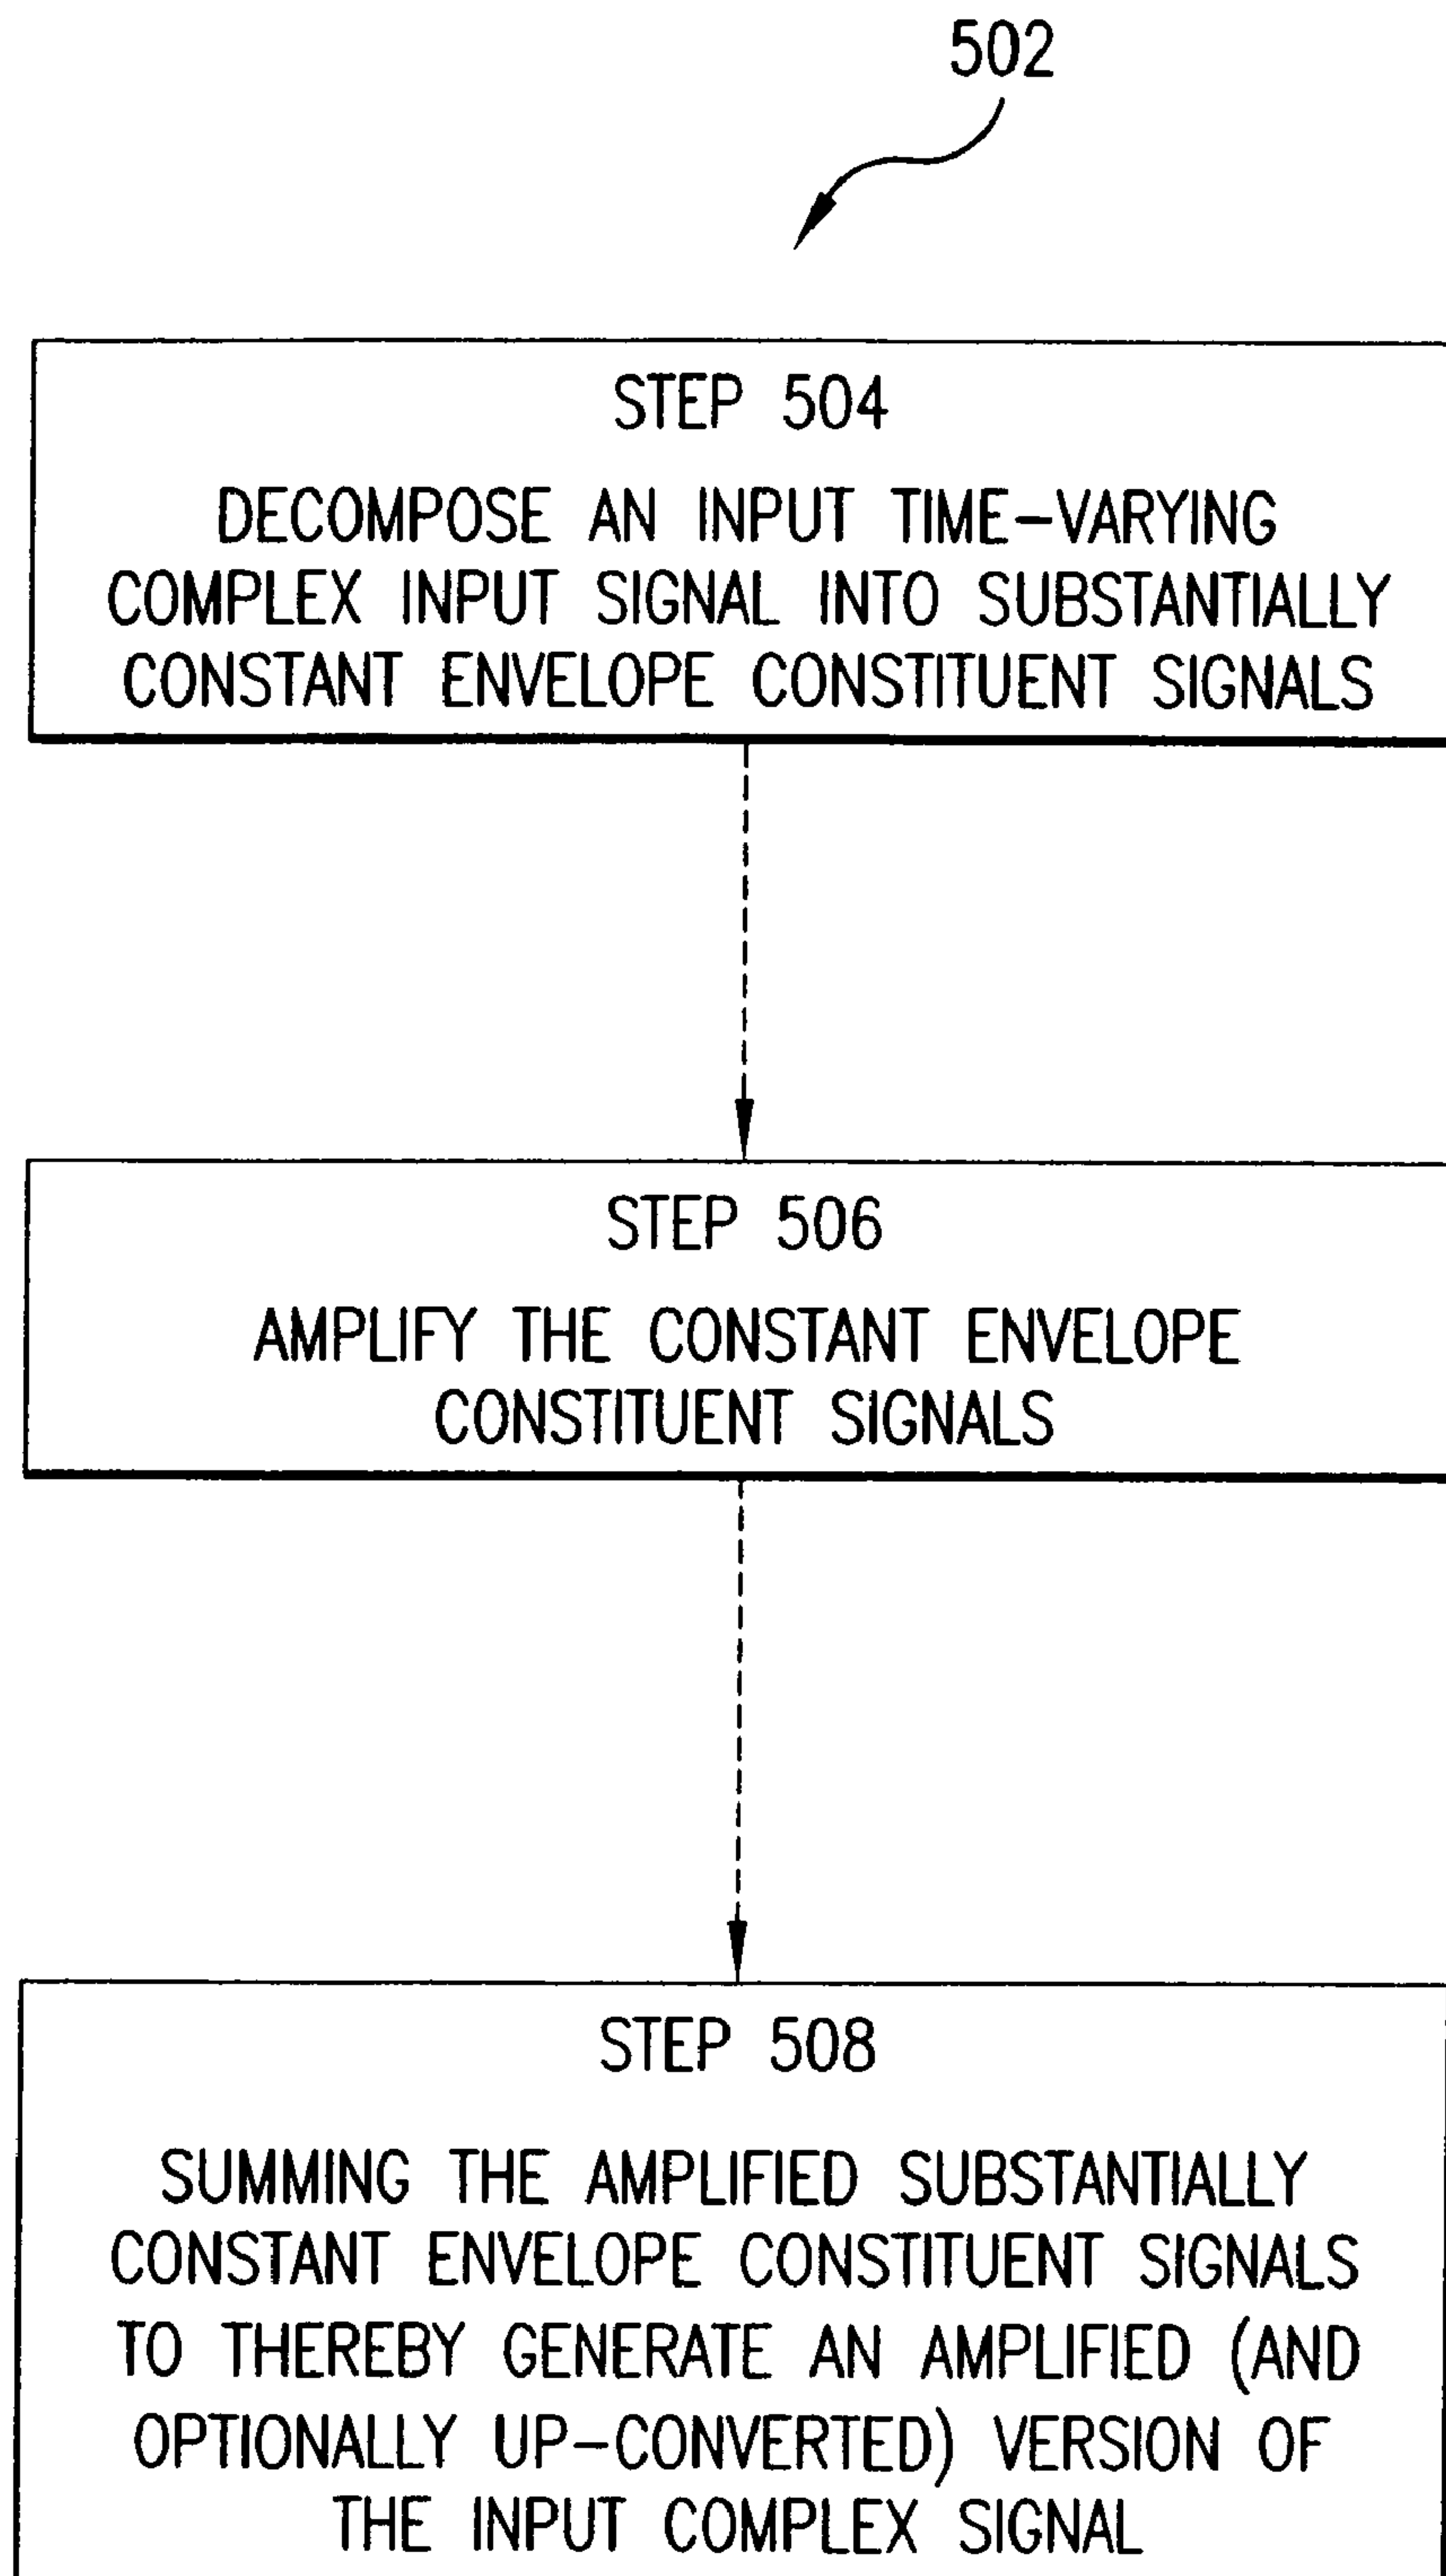 502
STEP 504
DECOMPOSE AN INPUT TIME-VARYING
COMPLEX INPUT SIGNAL INTO SUBSTANTIALLY
CONSTANT ENVELOPE CONSTITUENT SIGNALS
STEP 506
AMPLIFY THE CONSTANT ENVELOPE
CONSTITUENT SIGNALS
STEP 508
SUMMING THE AMPLIFIED SUBSTANTIALLY
CONSTANT ENVELOPE CONSTITUENT SIGNALS
TO THEREBY GENERATE AN AMPLIFIED (AND
OPTIONALLY UP-CONVERTED) VERSION OF
THE INPUT COMPLEX SIGNAL